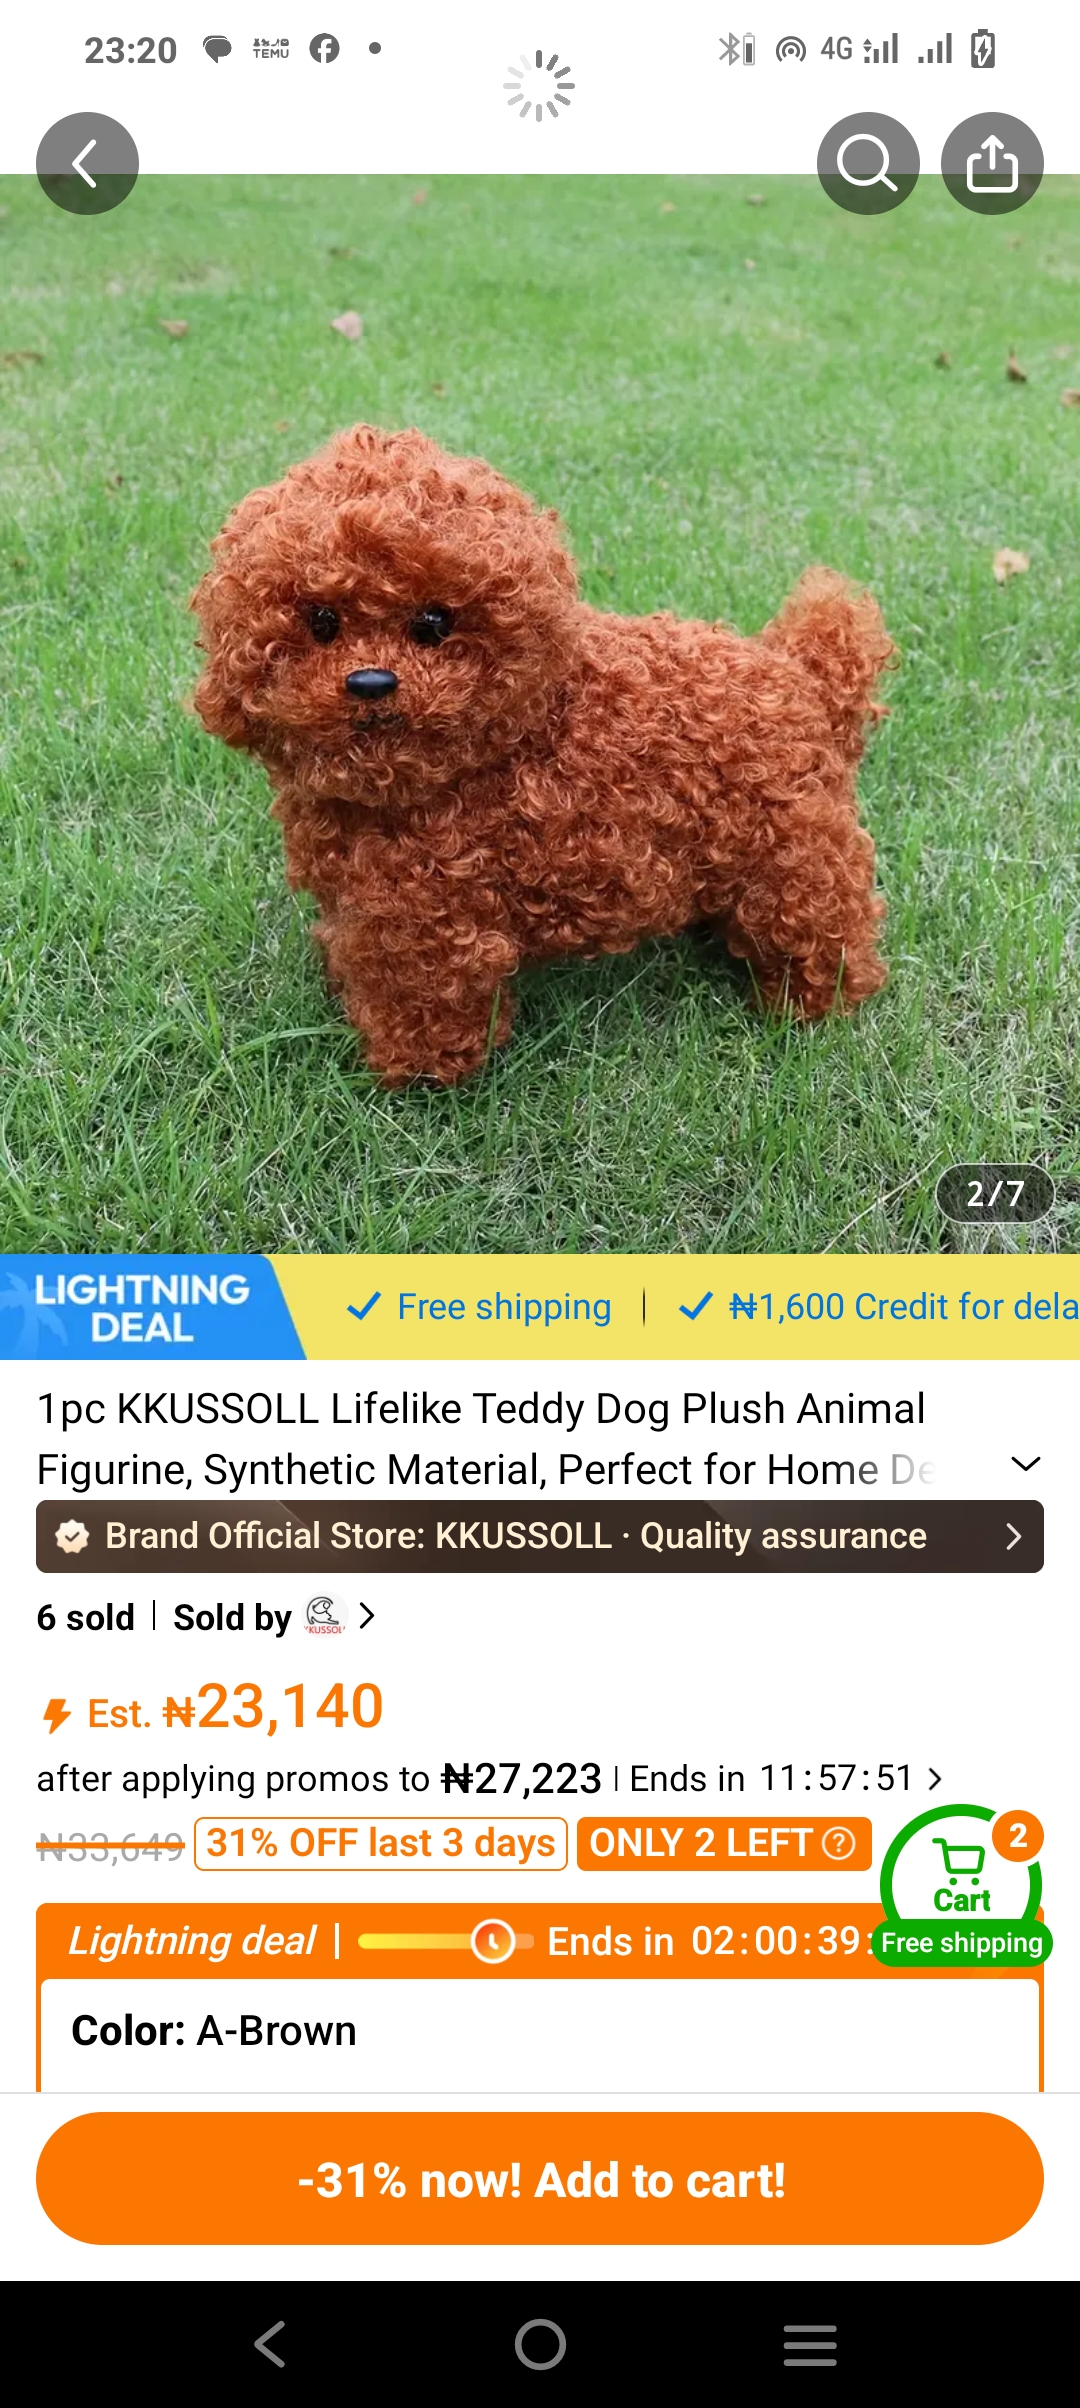 23:20 TEMU 4G
2/7
LIGHTNING
DEAL
Free shipping | ₦1,600 Credit for dela
1pc KKUSSOLL Lifelike Teddy Dog Plush Animal
Figurine, Synthetic Material, Perfect for Home De
Brand Official Store: KKUSSOLL · Quality assurance
6 sold | Sold by KUSSOL
Est. ₦23,140
after applying promos to ₦27,223 | Ends in 11:57:51
₦33,649 31% OFF last 3 days ONLY 2 LEFT ?
2
Cart
Free shipping
Lightning deal | Ends in 02:00:39:
Color: A-Brown
-31% now! Add to cart!